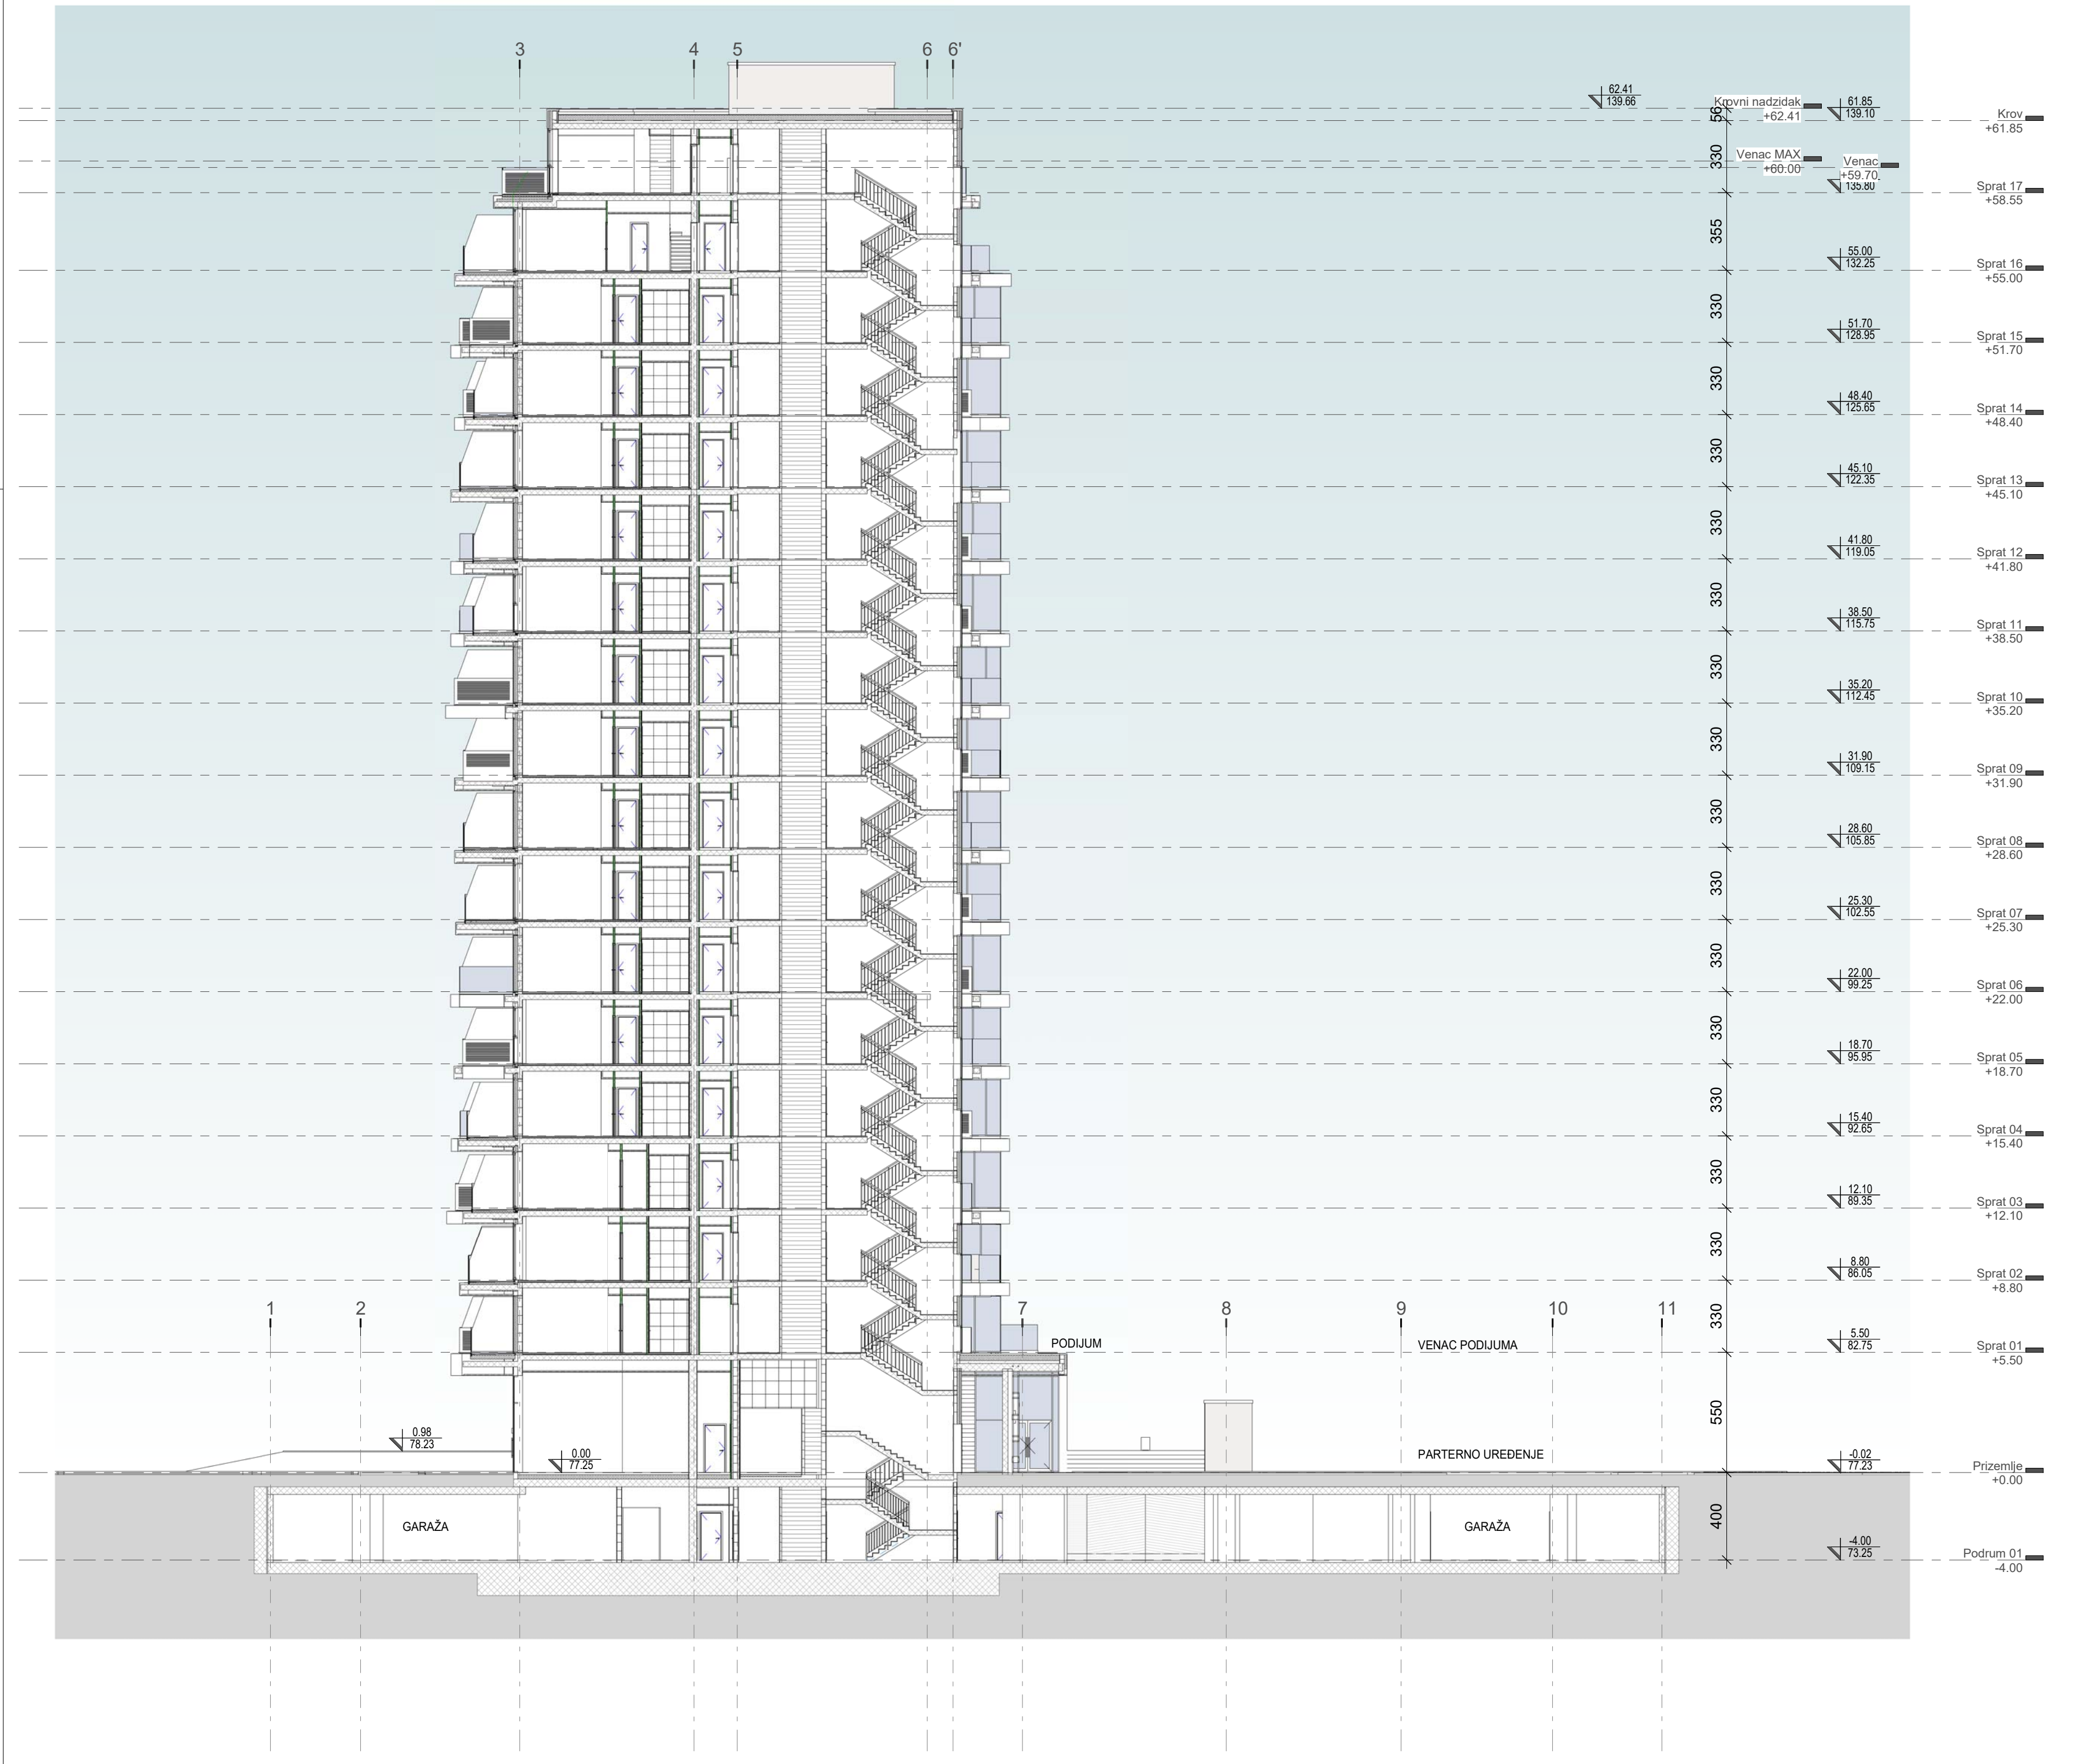 3 4 5 6 6'
62.41
139.66
Krovni nadzidak
+62.41
56
61.85
139.10
Krov
+61.85
330
Venac MAX
+60.00
Venac
+59.70
135.80
Sprat 17
+58.55
355
55.00
132.25
Sprat 16
+55.00
330
51.70
128.95
Sprat 15
+51.70
330
48.40
125.65
Sprat 14
+48.40
330
45.10
122.35
Sprat 13
+45.10
330
41.80
119.05
Sprat 12
+41.80
330
38.50
115.75
Sprat 11
+38.50
330
35.20
112.45
Sprat 10
+35.20
330
31.90
109.15
Sprat 09
+31.90
330
28.60
105.85
Sprat 08
+28.60
330
25.30
102.55
Sprat 07
+25.30
330
22.00
99.25
Sprat 06
+22.00
330
18.70
95.95
Sprat 05
+18.70
330
15.40
92.65
Sprat 04
+15.40
330
12.10
89.35
Sprat 03
+12.10
330
8.80
86.05
Sprat 02
+8.80
1 2 7 8 9 10 11
330
PODIJUM
VENAC PODIJUMA
5.50
82.75
Sprat 01
+5.50
550
0.98
78.23
0.00
77.25
PARTERNO UREĐENJE
-0.02
77.23
Prizemlje
+0.00
GARAŽA
GARAŽA
400
-4.00
73.25
Podrum 01
-4.00